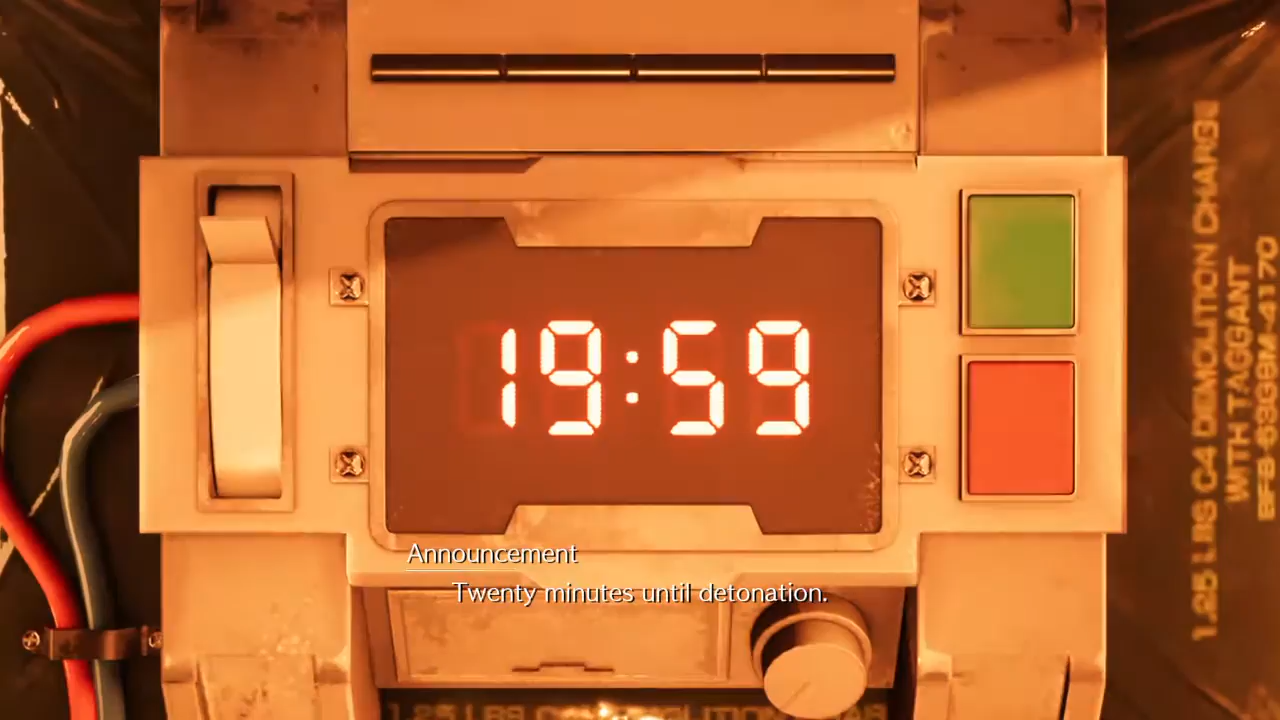 19:59
Announcement
Twenty minutes until detonation.
1.25 LBS C4 DEMOLITION CHARGE
WITH TAGGANT